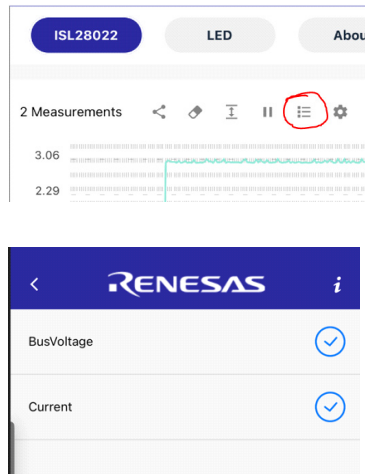 ISL28022 LED Abou
2 Measurements
3.06
2.29
RENESAS i
BusVoltage
Current